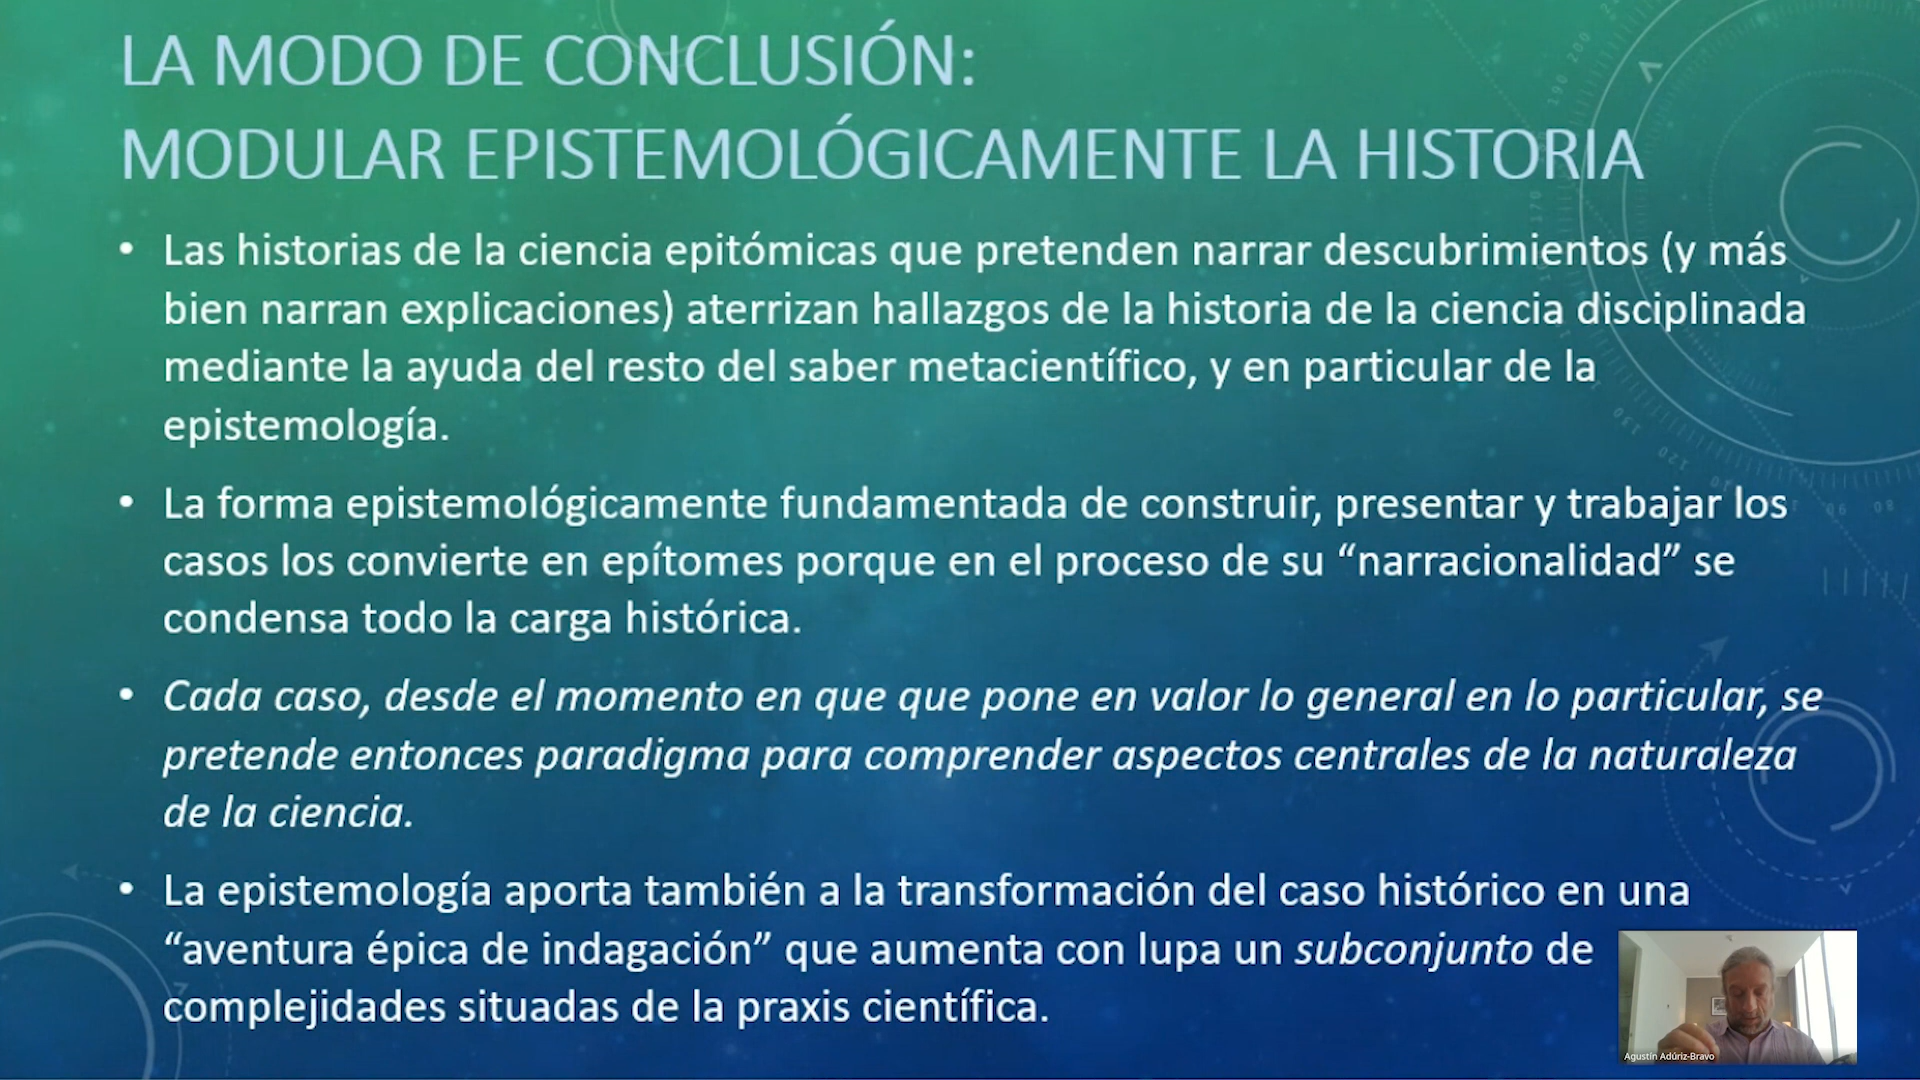 LA MODO DE CONCLUSIÓN:
MODULAR EPISTEMOLÓGICAMENTE LA HISTORIA
• Las historias de la ciencia epitómicas que pretenden narrar descubrimientos (y más
bien narran explicaciones) aterrizan hallazgos de la historia de la ciencia disciplinada
mediante la ayuda del resto del saber metacientífico, y en particular de la
epistemología.
• La forma epistemológicamente fundamentada de construir, presentar y trabajar los
casos los convierte en epítomes porque en el proceso de su “narracionalidad” se
condensa todo la carga histórica.
• Cada caso, desde el momento en que que pone en valor lo general en lo particular, se
pretende entonces paradigma para comprender aspectos centrales de la naturaleza
de la ciencia.
• La epistemología aporta también a la transformación del caso histórico en una
“aventura épica de indagación” que aumenta con lupa un subconjunto de
complejidades situadas de la praxis científica.
Agustín Adúriz-Bravo